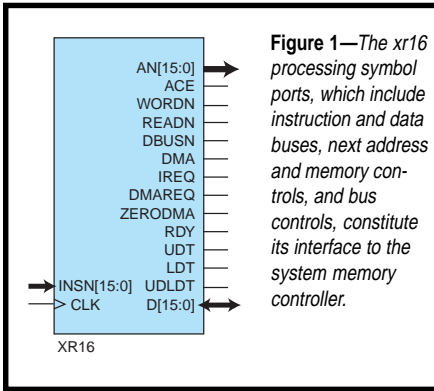 AN[15:0]
ACE
WORDN
READN
DBUSN
DMA
IREQ
DMAREQ
ZERODMA
RDY
UDT
LDT
INSN[15:0] UDLDT
CLK D[15:0]
XR16
Figure 1—The xr16
processing symbol
ports, which include
instruction and data
buses, next address
and memory con-
trols, and bus
controls, constitute
its interface to the
system memory
controller.